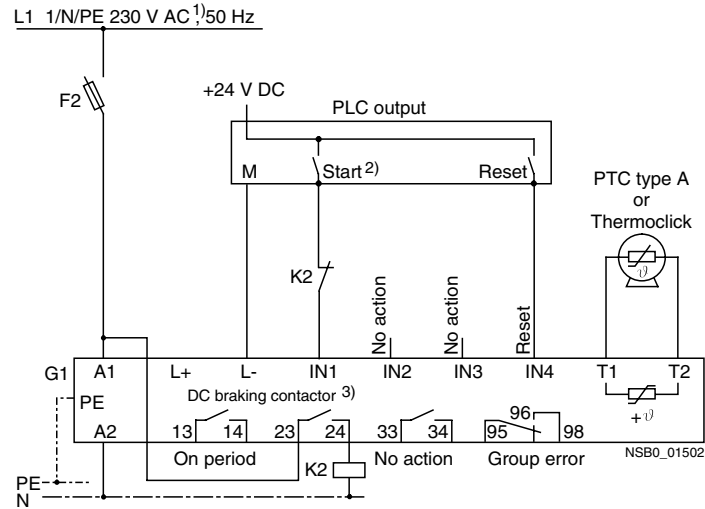 L1 1/N/PE 230 V AC 1), 50 Hz
F2
+24 V DC
PLC output
M
Start 2)
Reset
PTC type A
or
Thermoclick
ϑ
K2
No action
No action
Reset
G1
A1
L+
L-
IN1
IN2
IN3
IN4
T1
T2
PE
DC braking contactor 3)
+ϑ
A2
13
14
23
24
33
34
95
96
98
On period
K2
No action
Group error
NSB0_01502
PE
N